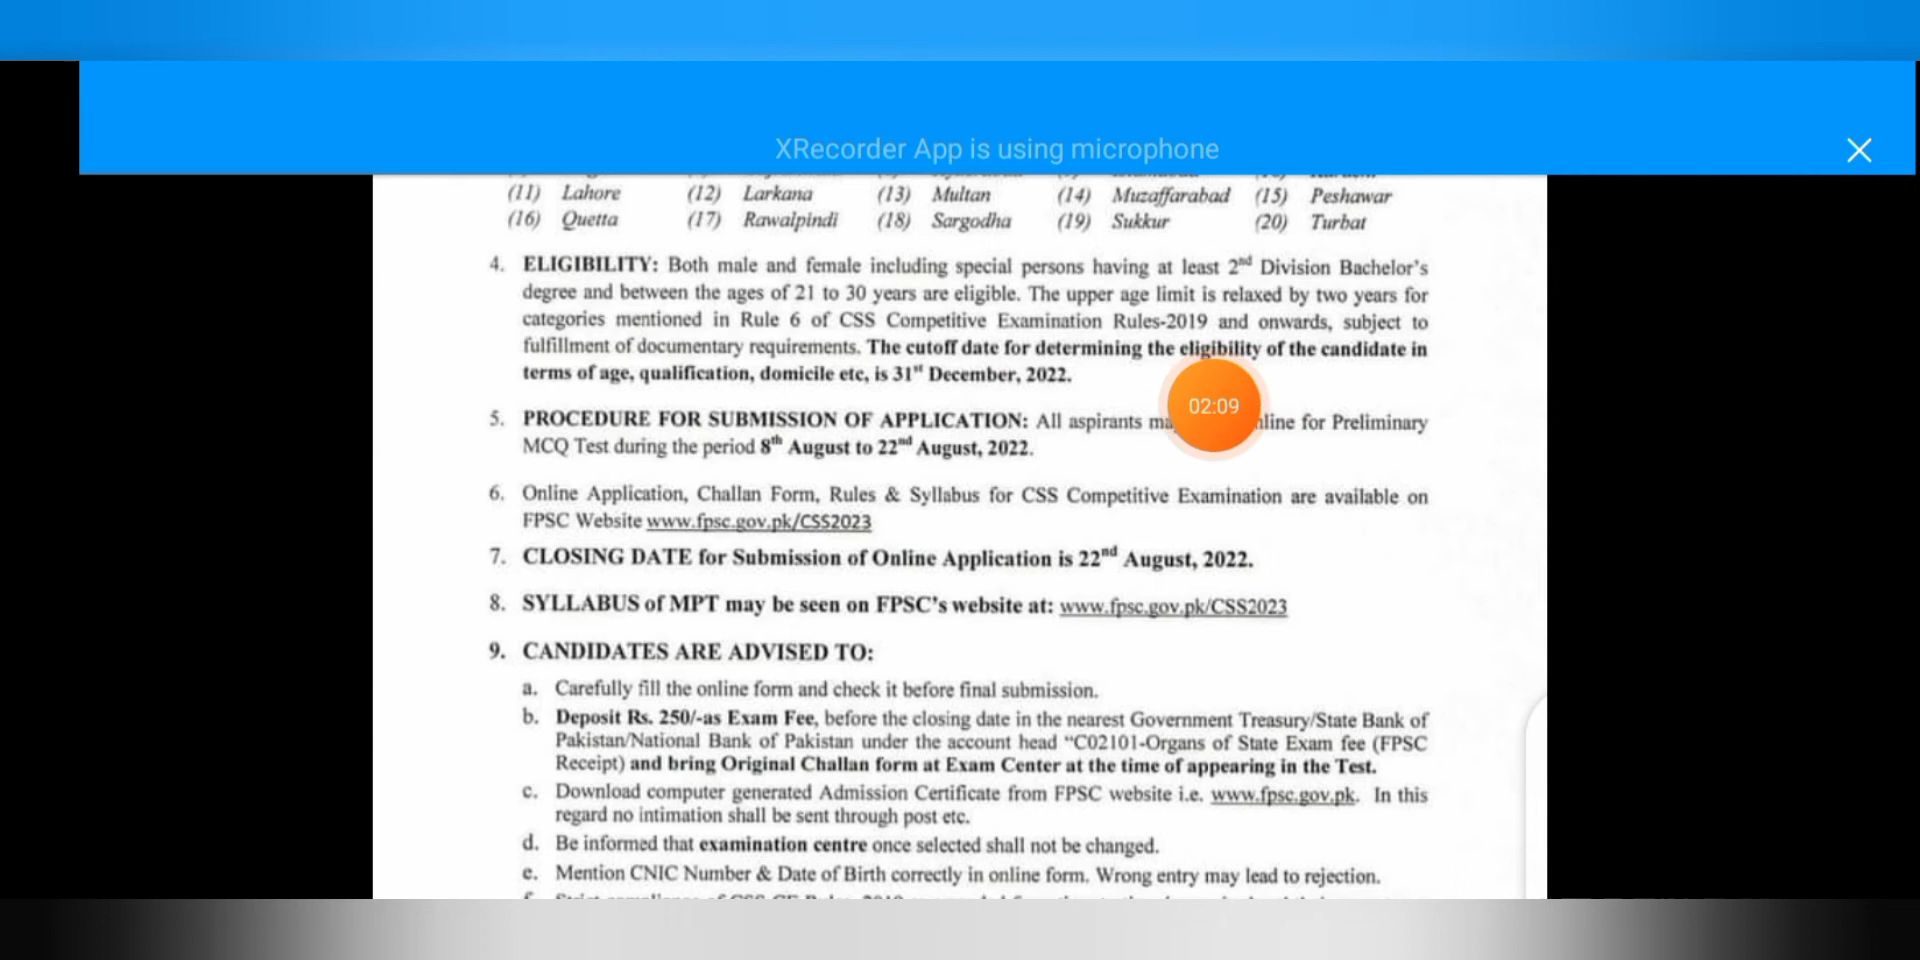 XRecorder App is using microphone
(11) Lahore (12) Larkana (13) Multan (14) Muzaffarabad (15) Peshawar
(16) Quetta (17) Rawalpindi (18) Sargodha (19) Sukkur (20) Turbat
4. ELIGIBILITY: Both male and female including special persons having at least 2nd Division Bachelor's
degree and between the ages of 21 to 30 years are eligible. The upper age limit is relaxed by two years for
categories mentioned in Rule 6 of CSS Competitive Examination Rules-2019 and onwards, subject to
fulfillment of documentary requirements. The cutoff date for determining the eligibility of the candidate in
terms of age, qualification, domicile etc, is 31st December, 2022.
02:09
5. PROCEDURE FOR SUBMISSION OF APPLICATION: All aspirants for Preliminary
MCQ Test during the period 8th August to 22nd August, 2022.
6. Online Application, Challan Form, Rules & Syllabus for CSS Competitive Examination are available on
FPSC Website www.fpsc.gov.pk/CSS2023
7. CLOSING DATE for Submission of Online Application is 22nd August, 2022.
8. SYLLABUS of MPT may be seen on FPSC's website at: www.fpsc.gov.pk/CSS2023
9. CANDIDATES ARE ADVISED TO:
a. Carefully fill the online form and check it before final submission.
b. Deposit Rs. 250/-as Exam Fee, before the closing date in the nearest Government Treasury/State Bank of
Pakistan/National Bank of Pakistan under the account head "C02101-Organs of State Exam fee (FPSC
Receipt) and bring Original Challan form at Exam Center at the time of appearing in the Test.
c. Download computer generated Admission Certificate from FPSC website i.e. www.fpsc.gov.pk. In this
regard no intimation shall be sent through post etc.
d. Be informed that examination centre once selected shall not be changed.
e. Mention CNIC Number & Date of Birth correctly in online form. Wrong entry may lead to rejection.